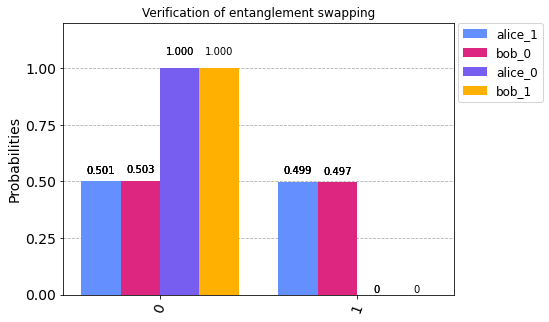 Verification of entanglement swapping
alice_1
bob_0
alice_0
bob_1
Probabilities
1.00
0.75
0.50
0.25
0.00
0.501
0.503
1.000
1.000
0.499
0.497
0
0
0
1